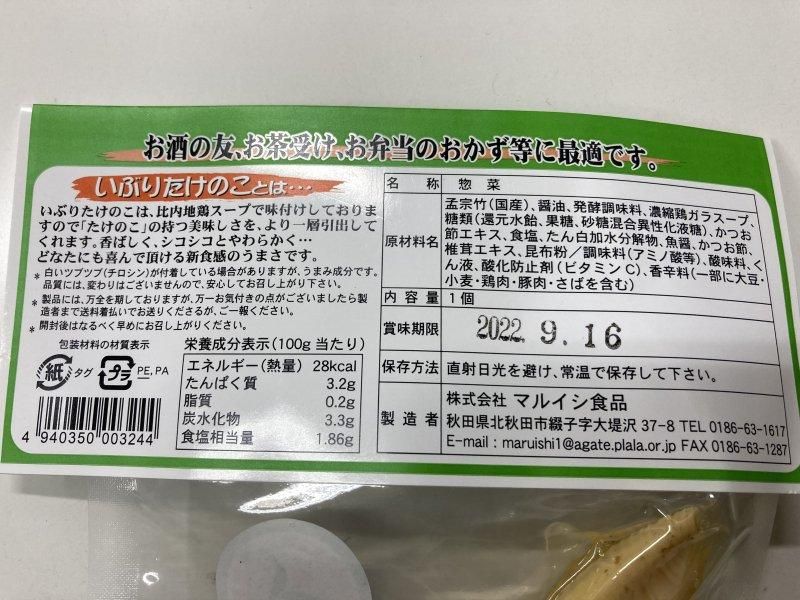 お酒の友、お茶受け、お弁当のおかず等に最適です。
いぶりたけのことは…
いぶりたけのこは、比内地鶏スープで味付けしておりま
すので「たけのこ」の持つ美味しさを、より一層引出して
くれます。香ばしく、シコシコとやわらかく…
どなたにも喜んで頂ける新食感のうまさです。
* 白いツブツブ(チロシン)が付着している場合がありますが、うまみ成分です。
品質には、変わりはございませんので、安心してお召し上がり下さい。
* 製品には、万全を期しておりますが、万一お気付きの点がございましたら製
造者まで送料着払いでお送りくださるか、ご一報ください。
* 開封後はなるべく早めにお召し上がりください。
包装材料の材質表示
紙 タグ プラ PE, PA
4 940350 003244
栄養成分表示(100g当たり)
エネルギー(熱量) 28kcal
たんぱく質 3.2g
脂質 0.2g
炭水化物 3.3g
食塩相当量 1.86g
名称 惣菜
原材料名 孟宗竹(国産)、醤油、発酵調味料、濃縮鶏ガラスープ、
糖類(還元水飴、果糖、砂糖混合異性化液糖)、かつお
節エキス、食塩、たん白加水分解物、魚醤、かつお節、
椎茸エキス、昆布粉/調味料(アミノ酸等)、酸味料、く
ん液、酸化防止剤(ビタミンC)、香辛料(一部に大豆・
小麦・鶏肉・豚肉・さばを含む)
内容量 1個
賞味期限 2022. 9.16
保存方法 直射日光を避け、常温で保存して下さい。
製造者 株式会社 マルイシ食品
秋田県北秋田市綴子字大堤沢 37-8 TEL 0186-63-1617
E-mail : maruishi1@agate.plala.or.jp FAX 0186-63-1287